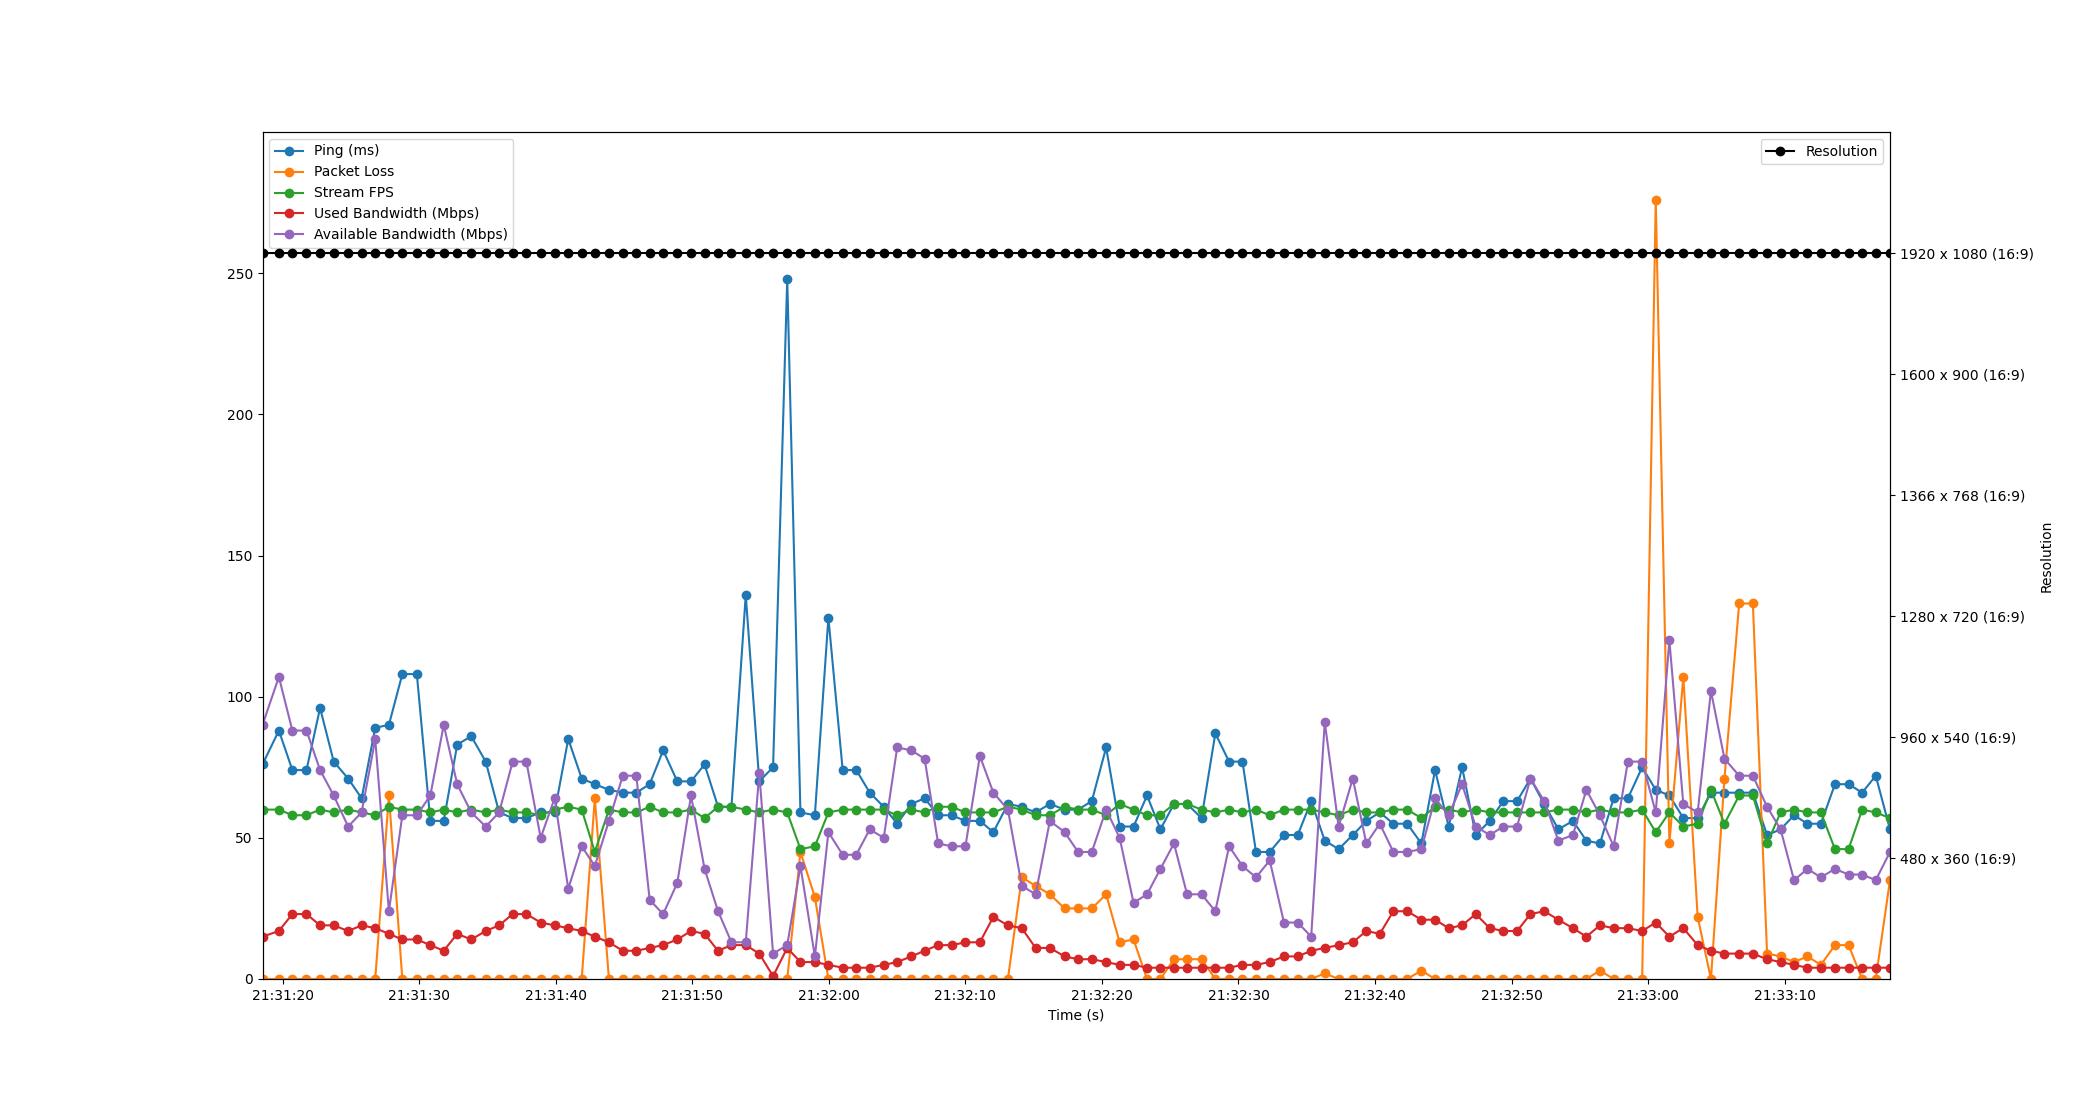 Ping (ms)
Packet Loss
Stream FPS
Used Bandwidth (Mbps)
Available Bandwidth (Mbps)
Resolution
250
200
150
100
50
0
1920 x 1080 (16:9)
1600 x 900 (16:9)
1366 x 768 (16:9)
1280 x 720 (16:9)
960 x 540 (16:9)
480 x 360 (16:9)
Resolution
21:31:20 21:31:30 21:31:40 21:31:50 21:32:00 21:32:10 21:32:20 21:32:30 21:32:40 21:32:50 21:33:00 21:33:10
Time (s)